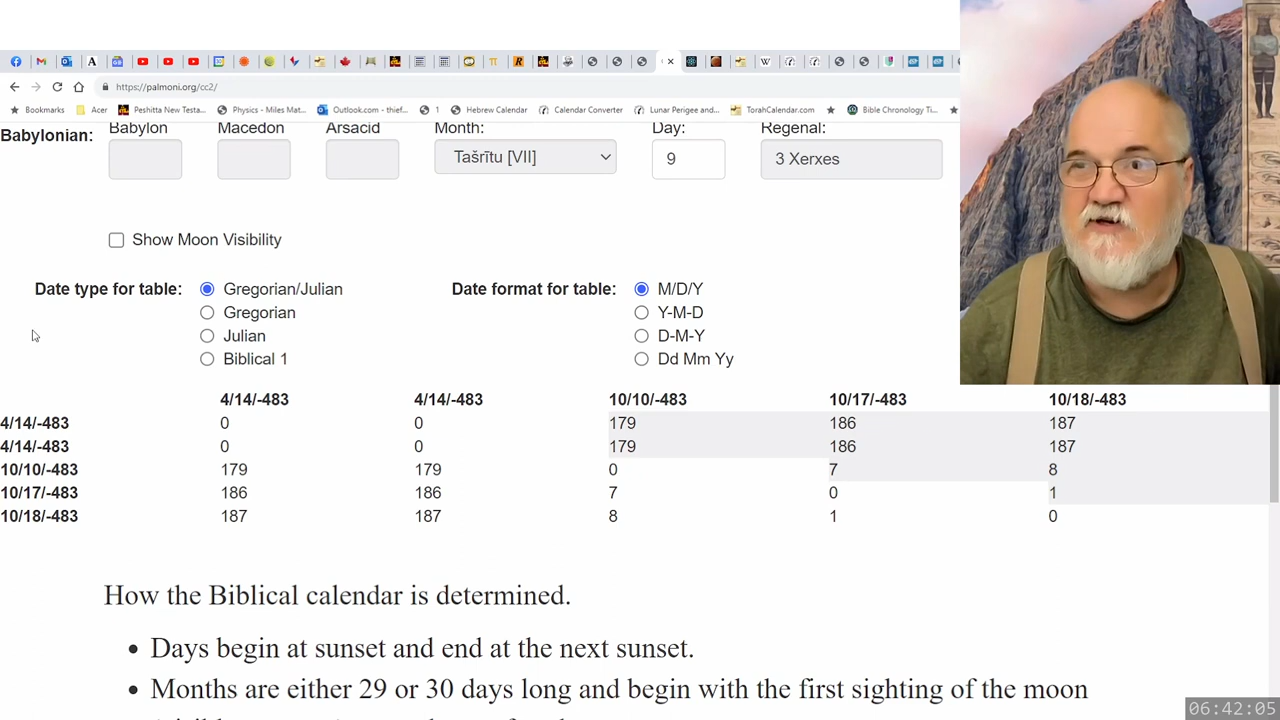 https://palmoni.org/cc2/
Bookmarks Acer Peshitta New Testa... Physics - Miles Mat... Outlook.com - thief... 1 Hebrew Calendar Calendar Converter Lunar Perigee and... TorahCalendar.com Bible Chronology Ti...
Babylonian: Babylon Macedon Arsacid Month: Day: Regenal:
Tašrītu [VII] 9 3 Xerxes
Show Moon Visibility
Date type for table: Gregorian/Julian Date format for table: M/D/Y
Gregorian Y-M-D
Julian D-M-Y
Biblical 1 Dd Mm Yy
4/14/-483 4/14/-483 10/10/-483 10/17/-483 10/18/-483
4/14/-483 0 0 179 186 187
4/14/-483 0 0 179 186 187
10/10/-483 179 179 0 7 8
10/17/-483 186 186 7 0 1
10/18/-483 187 187 8 1 0
How the Biblical calendar is determined.
• Days begin at sunset and end at the next sunset.
• Months are either 29 or 30 days long and begin with the first sighting of the moon
06:42:05